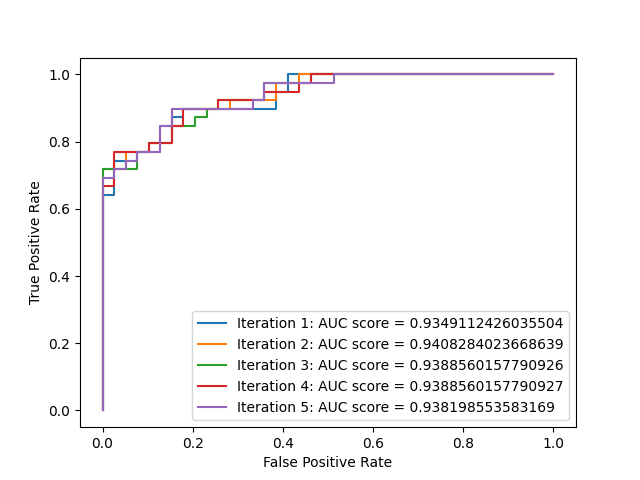 1.0
0.8
0.6
0.4
0.2
0.0
True Positive Rate
Iteration 1: AUC score = 0.9349112426035504
Iteration 2: AUC score = 0.9408284023668639
Iteration 3: AUC score = 0.9388560157790926
Iteration 4: AUC score = 0.9388560157790927
Iteration 5: AUC score = 0.938198553583169
0.0 0.2 0.4 0.6 0.8 1.0
False Positive Rate